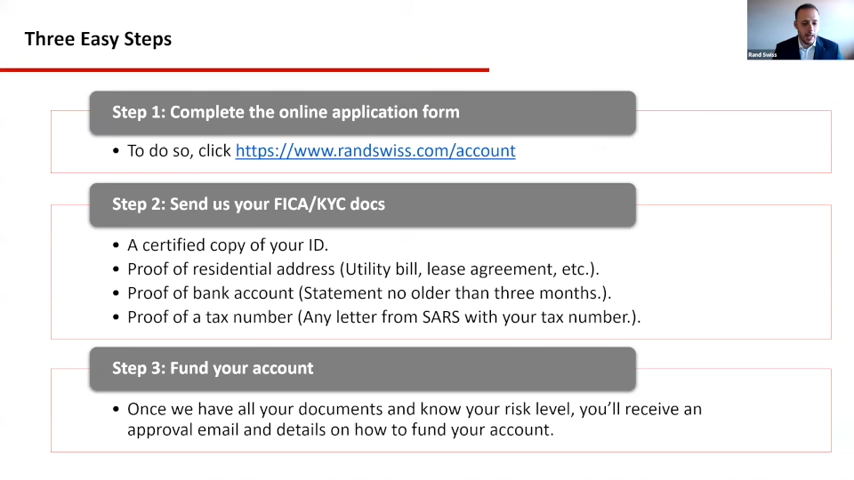 Three Easy Steps
Rand Swiss
Step 1: Complete the online application form
• To do so, click https://www.randswiss.com/account
Step 2: Send us your FICA/KYC docs
• A certified copy of your ID.
• Proof of residential address (Utility bill, lease agreement, etc.).
• Proof of bank account (Statement no older than three months.).
• Proof of a tax number (Any letter from SARS with your tax number.).
Step 3: Fund your account
• Once we have all your documents and know your risk level, you’ll receive an
approval email and details on how to fund your account.